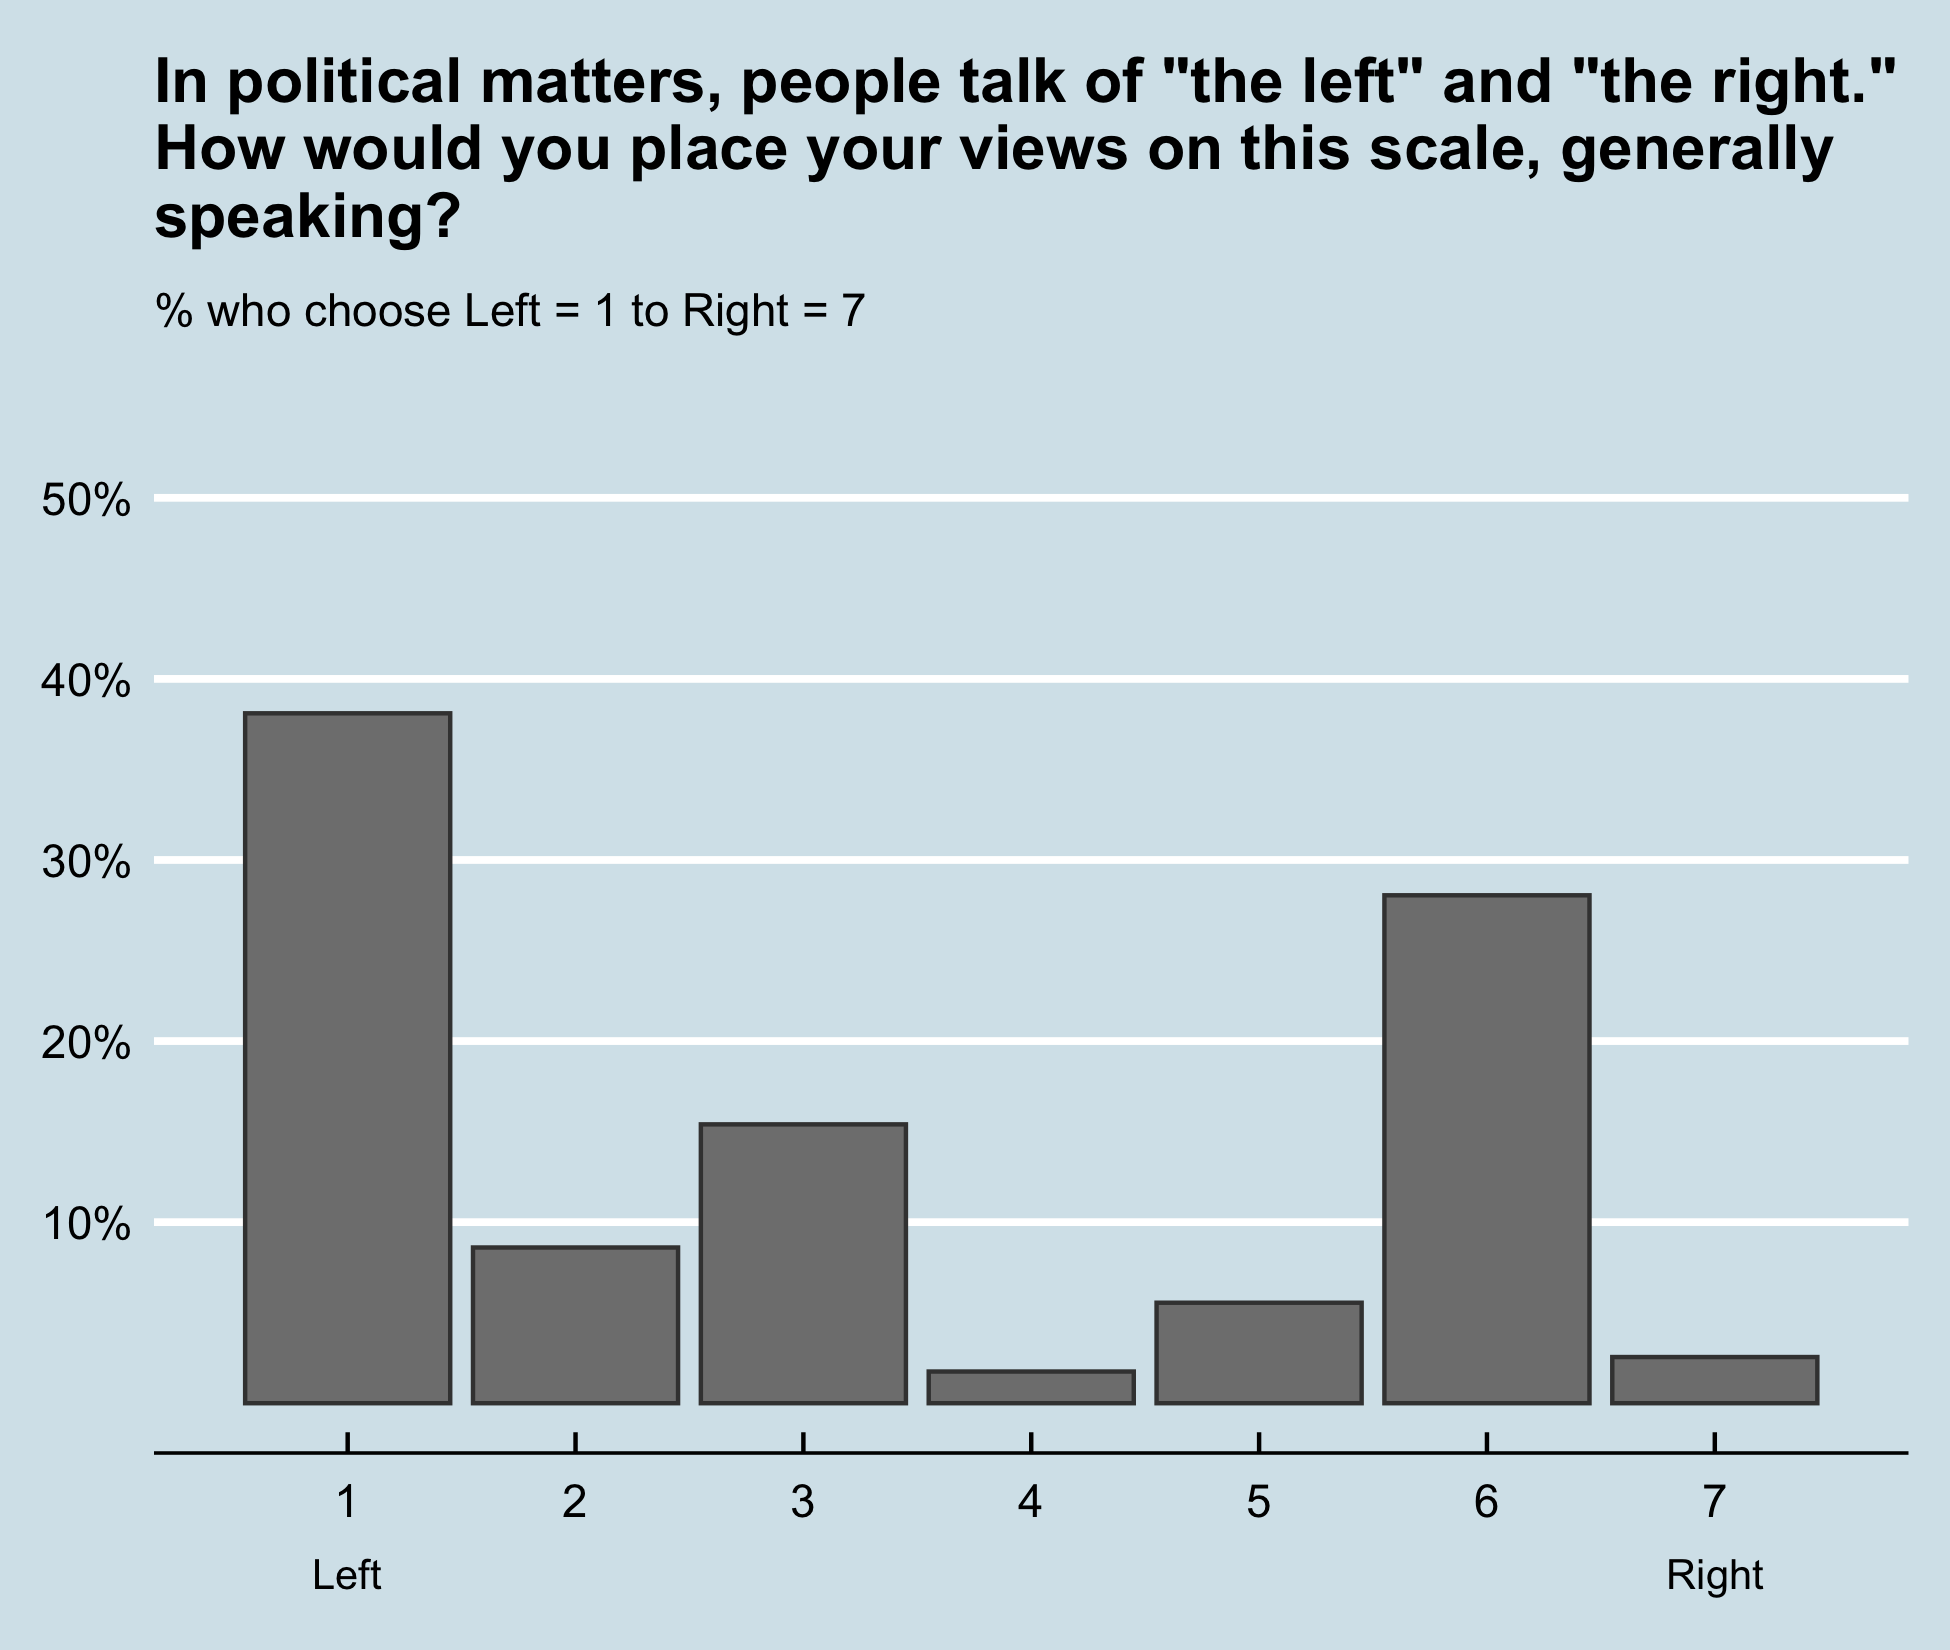 In political matters, people talk of "the left" and "the right."
How would you place your views on this scale, generally
speaking?
% who choose Left = 1 to Right = 7
50%
40%
30%
20%
10%
1 2 3 4 5 6 7
Left Right